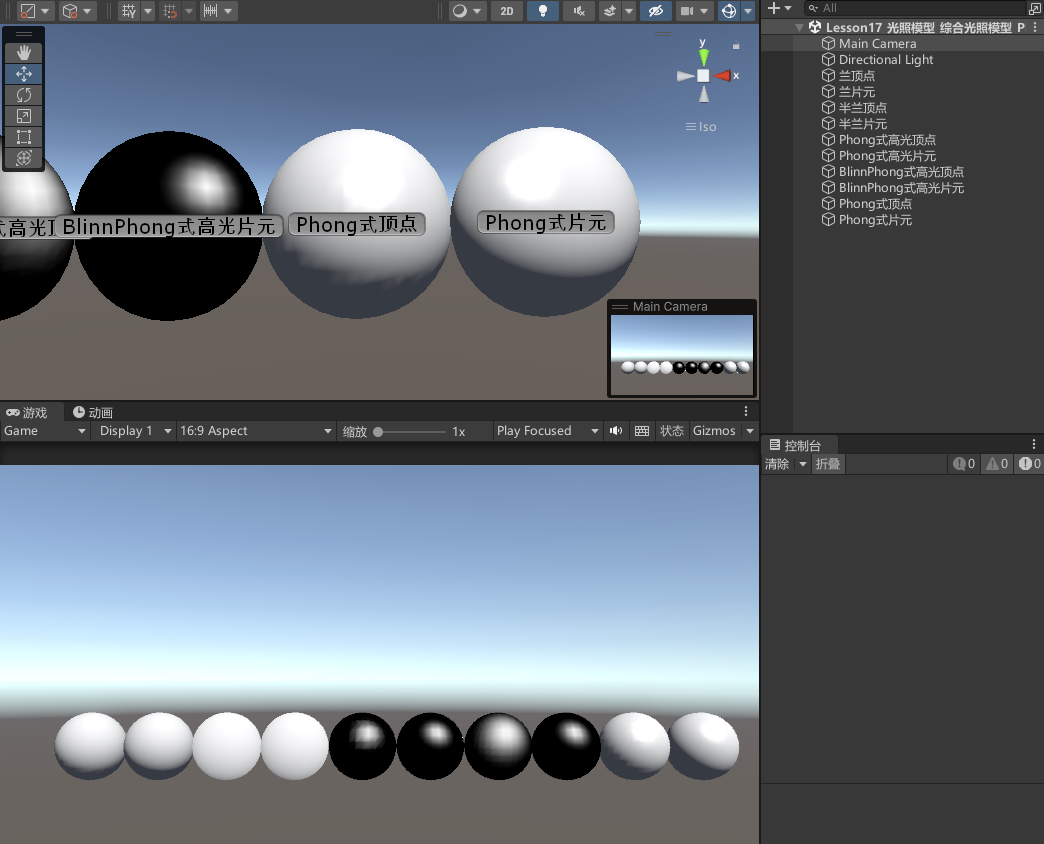 2D
All
Lesson17 光照模型 综合光照模型 P
Main Camera
Directional Light
兰顶点
兰片元
半兰顶点
半兰片元
Phong式高光顶点
Phong式高光片元
BlinnPhong式高光顶点
BlinnPhong式高光片元
Phong式顶点
Phong式片元
y
x
Iso
式高光顶
BlinnPhong式高光片元
Phong式顶点
Phong式片元
Main Camera
游戏
动画
Game
Display 1
16:9 Aspect
缩放
1x
Play Focused
状态
Gizmos
控制台
清除
折叠
0
0
0